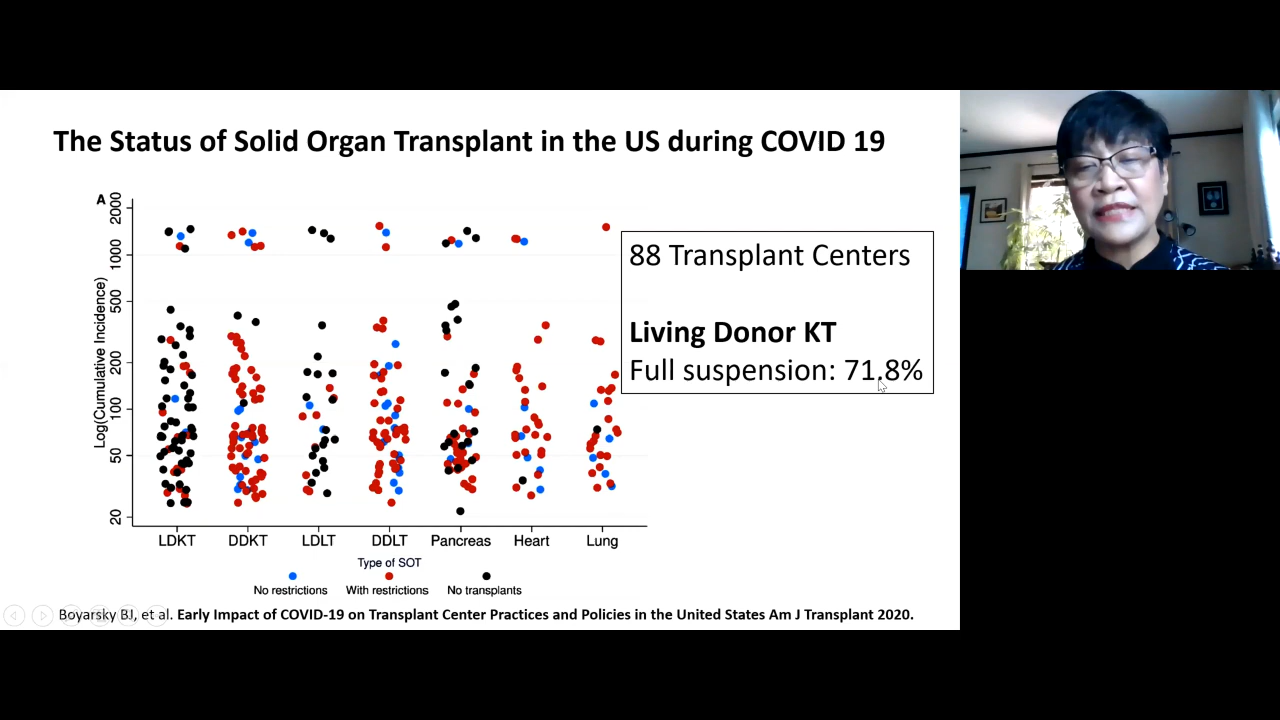 The Status of Solid Organ Transplant in the US during COVID 19
A
2000
1000
500
200
100
50
20
Log(Cumulative Incidence)
LDKT DDKT LDLT DDLT Pancreas Heart Lung
Type of SOT
No restrictions With restrictions No transplants
88 Transplant Centers
Living Donor KT
Full suspension: 71.8%
Boyarsky BJ, et al. Early Impact of COVID-19 on Transplant Center Practices and Policies in the United States Am J Transplant 2020.